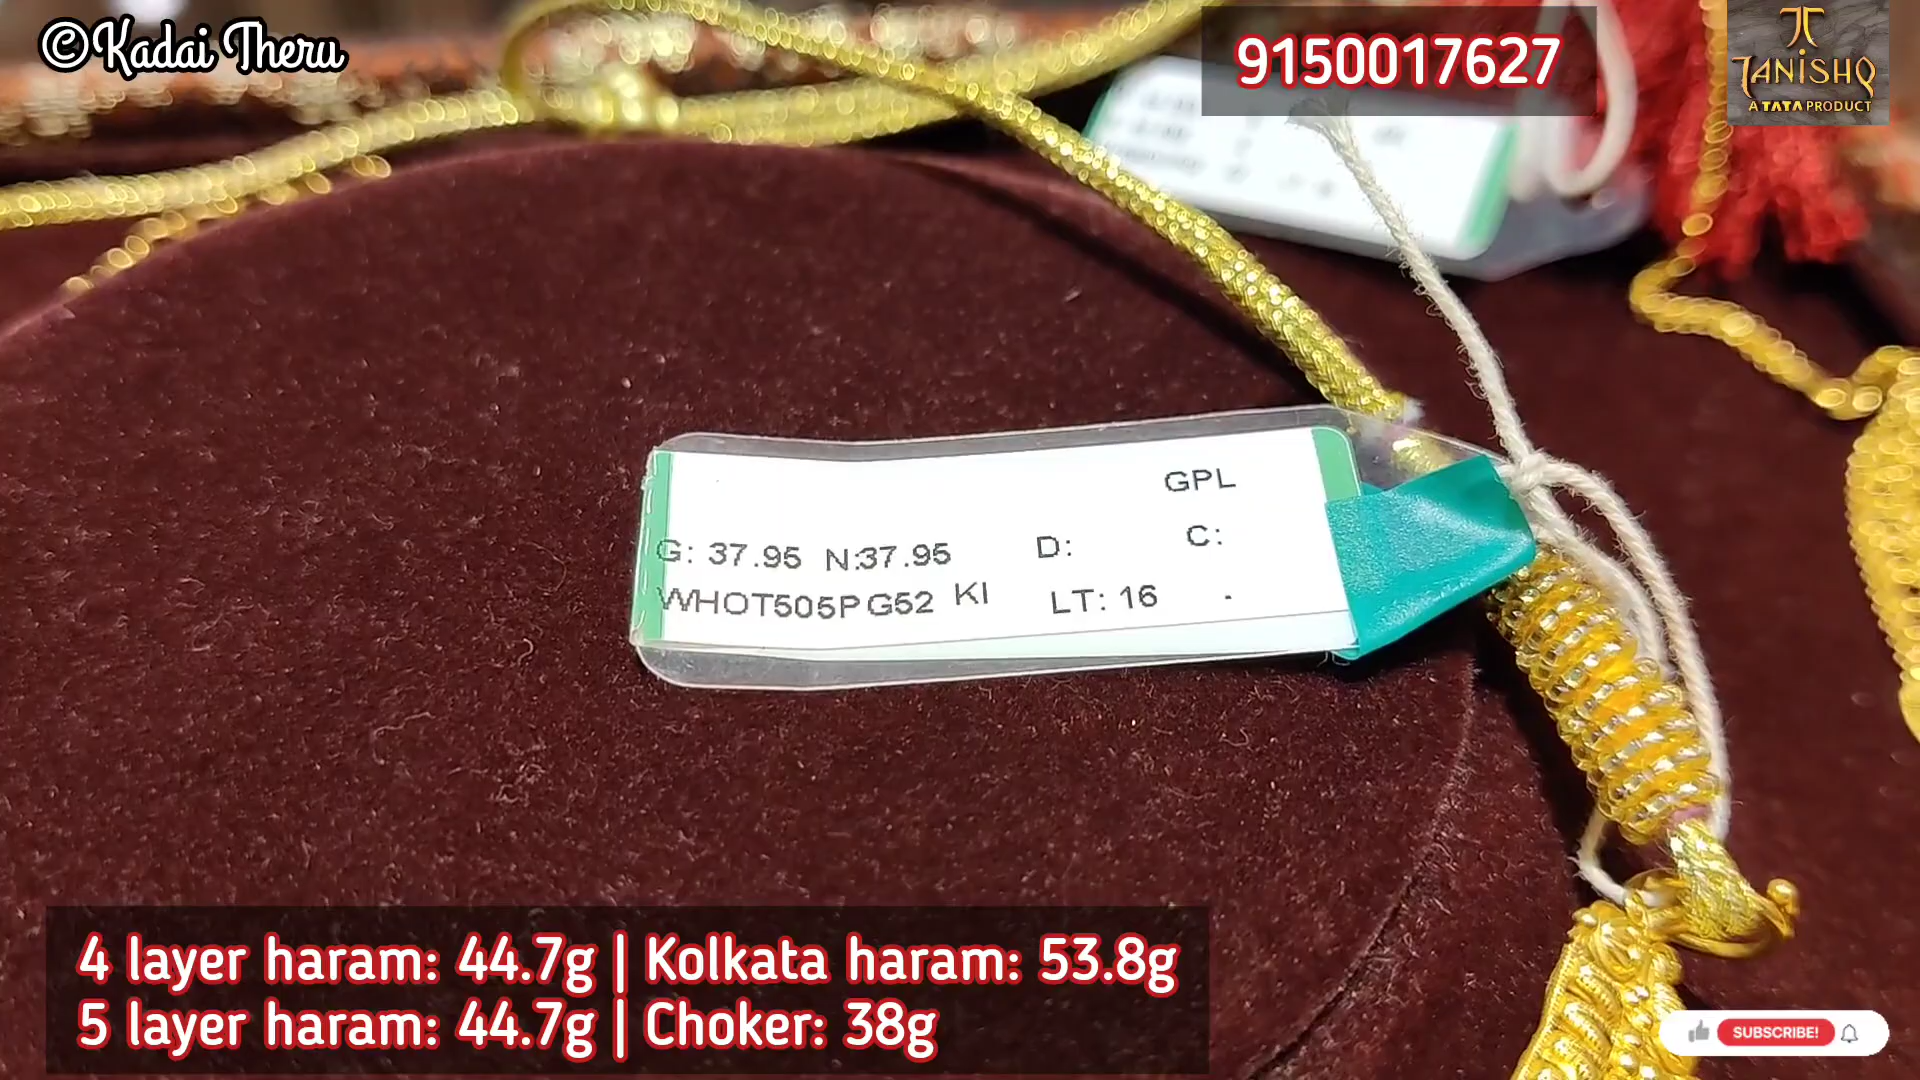 ©Kadai Theru
9150017627
TANISHQ
A TATA PRODUCT
GPL
G: 37.95 N:37.95 D: C:
WHOT505PG52 KI LT: 16 .
4 layer haram: 44.7g | Kolkata haram: 53.8g
5 layer haram: 44.7g | Choker: 38g
SUBSCRIBE!